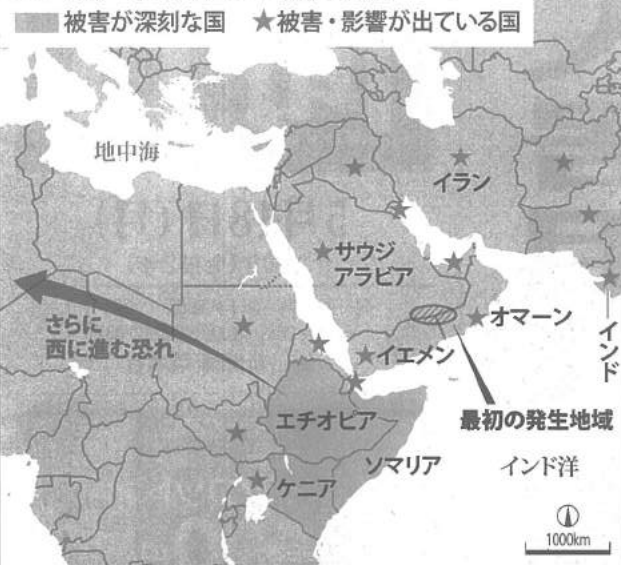 被害が深刻な国 ★被害・影響が出ている国
地中海
イラン
★サウジ
アラビア
さらに
西に進む恐れ
★オマーン
★イエメン
インド
エチオピア
最初の発生地域
ソマリア
インド洋
★ケニア
1000km